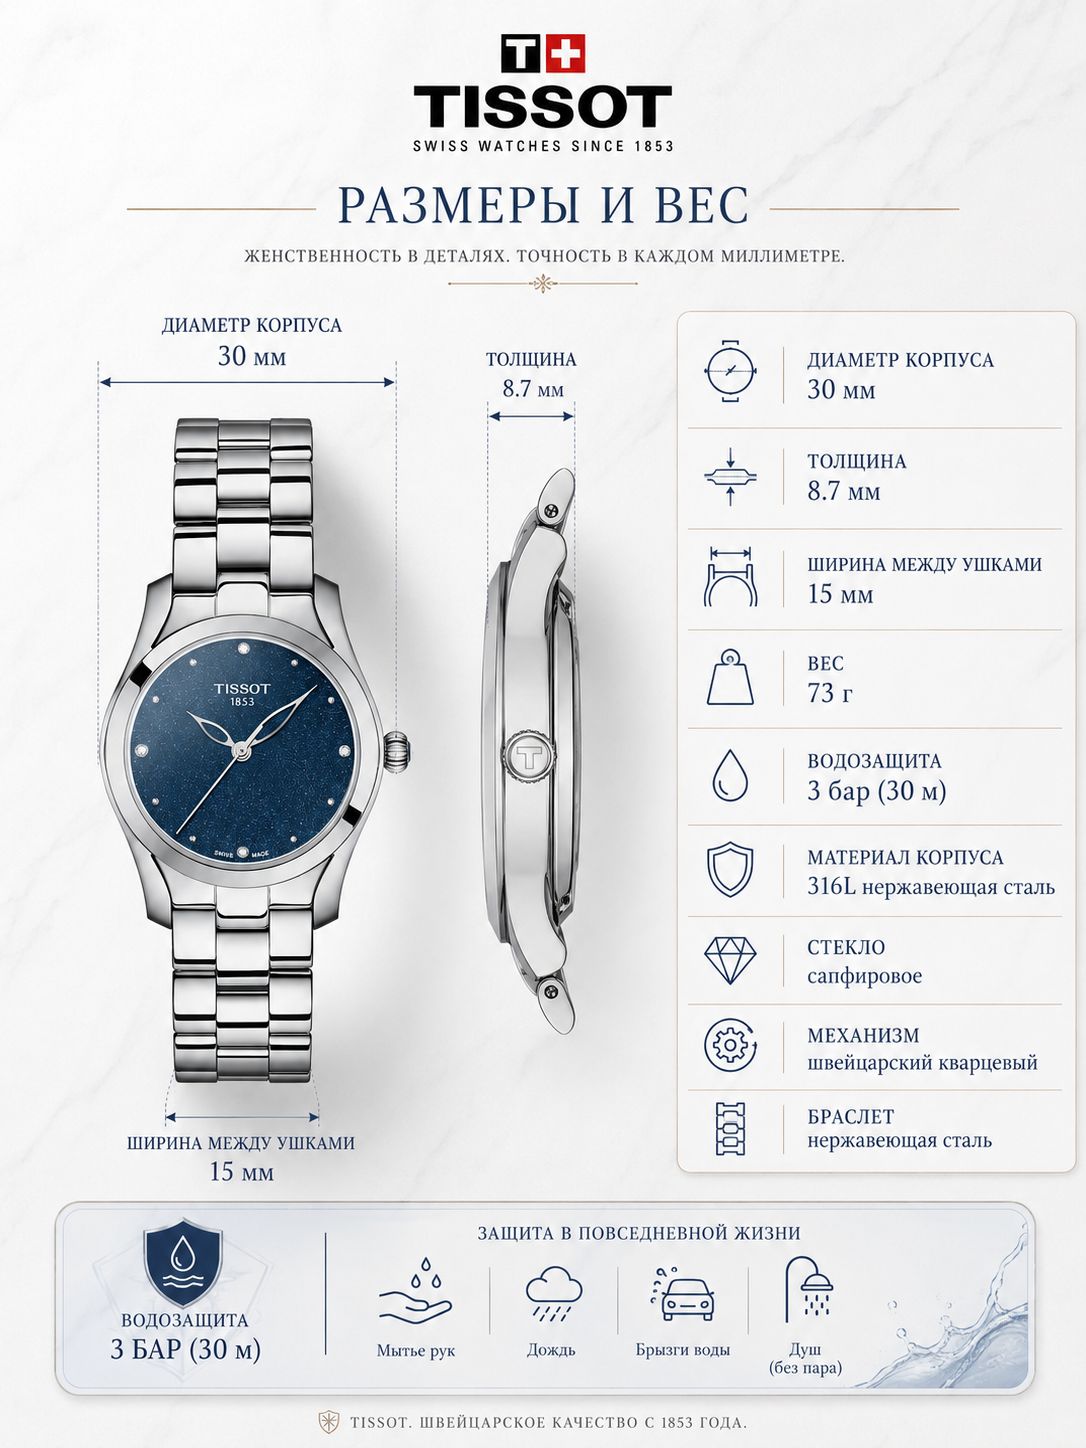 TISSOT
SWISS WATCHES SINCE 1853
РАЗМЕРЫ И ВЕС
ЖЕНСТВЕННОСТЬ В ДЕТАЛЯХ. ТОЧНОСТЬ В КАЖДОМ МИЛЛИМЕТРЕ.
ДИАМЕТР КОРПУСА
30 мм
ТОЛЩИНА
8.7 мм
TISSOT
1853
SWISS MADE
T
ШИРИНА МЕЖДУ УШКАМИ
15 мм
ДИАМЕТР КОРПУСА
30 мм
ТОЛЩИНА
8.7 мм
ШИРИНА МЕЖДУ УШКАМИ
15 мм
ВЕС
73 г
ВОДОЗАЩИТА
3 бар (30 м)
МАТЕРИАЛ КОРПУСА
316L нержавеющая сталь
СТЕКЛО
сапфировое
МЕХАНИЗМ
швейцарский кварцевый
БРАСЛЕТ
нержавеющая сталь
ВОДОЗАЩИТА
3 БАР (30 м)
ЗАЩИТА В ПОВСЕДНЕВНОЙ ЖИЗНИ
Мытье рук
Дождь
Брызги воды
Душ
(без пара)
TISSOT. ШВЕЙЦАРСКОЕ КАЧЕСТВО С 1853 ГОДА.